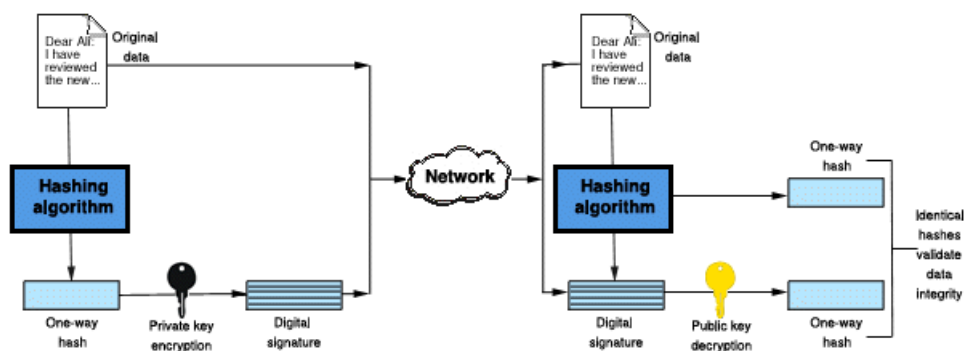 Dear Ali:
I have
reviewed
the new...
Original
data
Hashing
algorithm
One-way
hash
Private key
encryption
Digital
signature
Network
Dear Ali:
I have
reviewed
the new...
Original
data
Hashing
algorithm
One-way
hash
Digital
signature
Public key
decryption
One-way
hash
Identical
hashes
validate
data
integrity